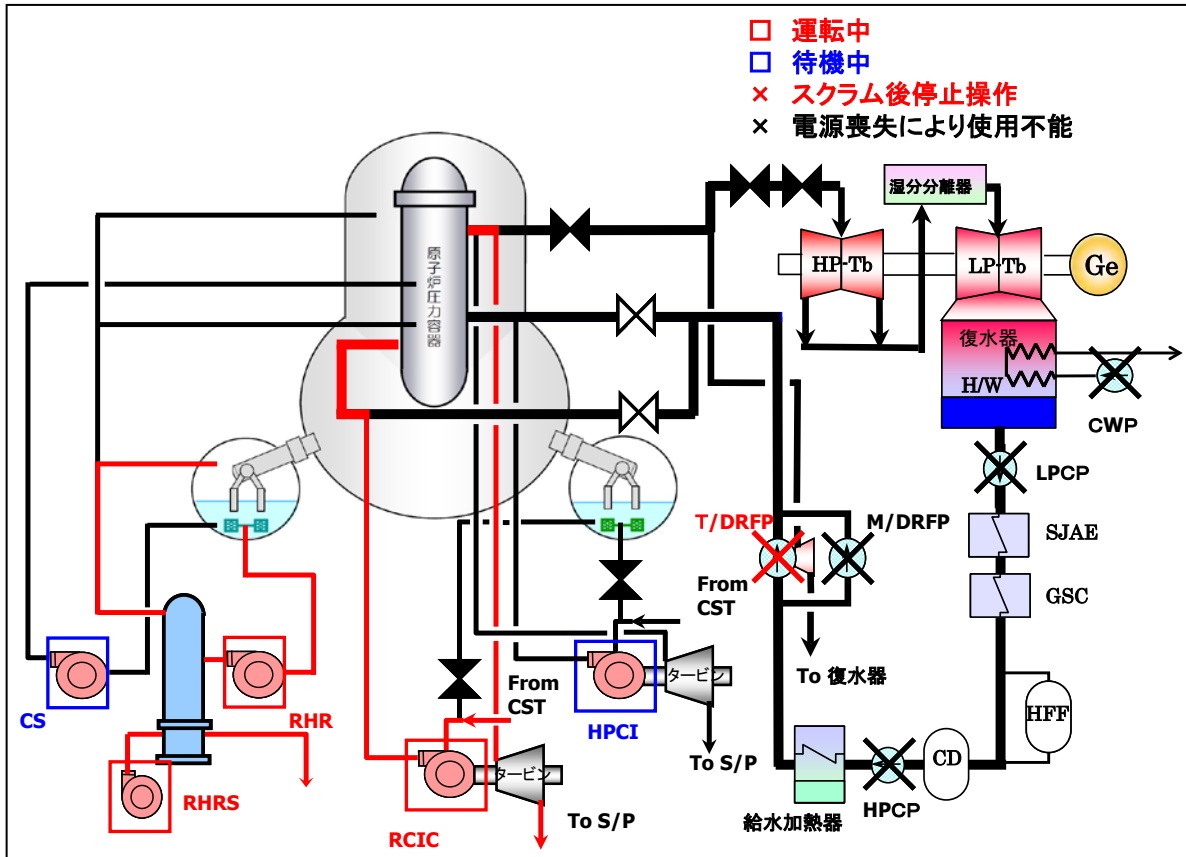 □ 運転中
□ 待機中
× スクラム後停止操作
× 電源喪失により使用不能
湿分分離器
原子炉圧力容器
HP-Tb
LP-Tb
Ge
復水器
H/W
CWP
LPCP
T/DRFP
M/DRFP
SJAE
From
CST
GSC
To 復水器
タービン
From
CST
CS
RHR
HPCI
HFF
To S/P
CD
タービン
RHRS
To S/P
給水加熱器
HPCP
RCIC